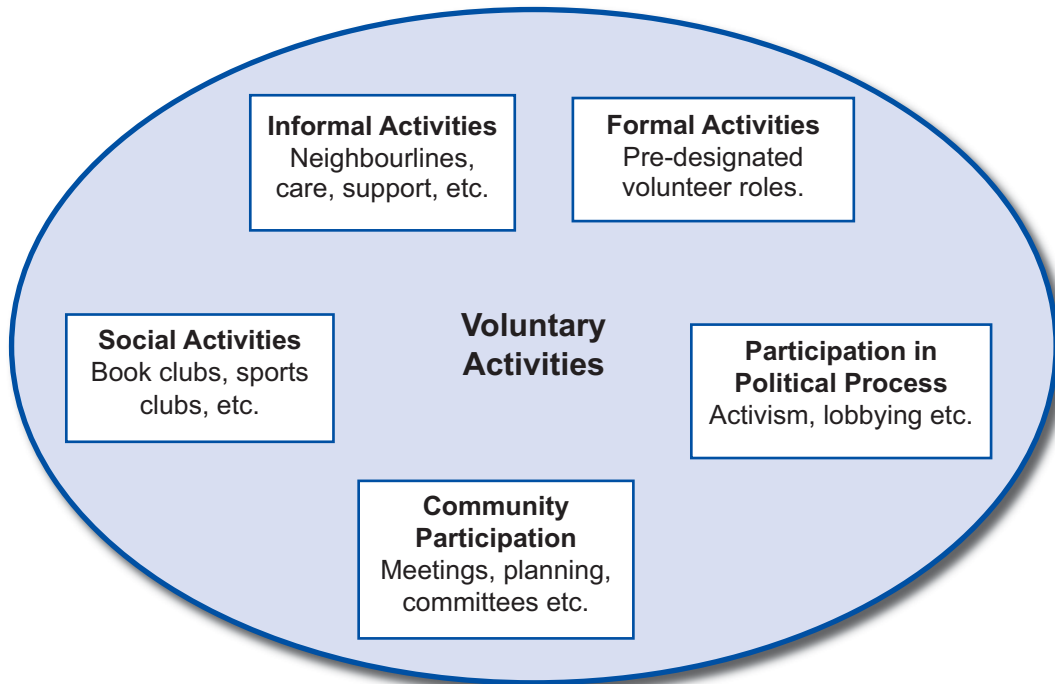 Informal Activities
Neighbourlines,
care, support, etc.
Formal Activities
Pre-designated
volunteer roles.
Social Activities
Book clubs, sports
clubs, etc.
Voluntary
Activities
Participation in
Political Process
Activism, lobbying etc.
Community
Participation
Meetings, planning,
committees etc.